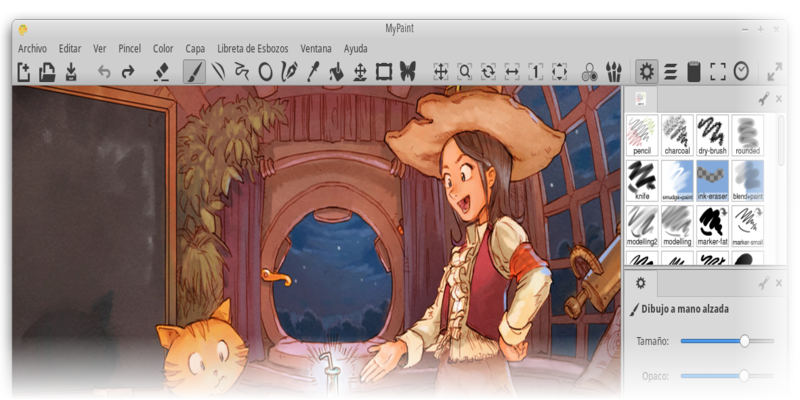 MyPaint
Archivo Editar Ver Pincel Color Capa Libreta de Esbozos Ventana Ayuda
1
pencil charcoal dry-brush rounded
knife smudge+paint ink-eraser blend+paint
modelling2 modelling marker-fat marker-small
Dibujo a mano alzada
Tamaño:
Opaco: